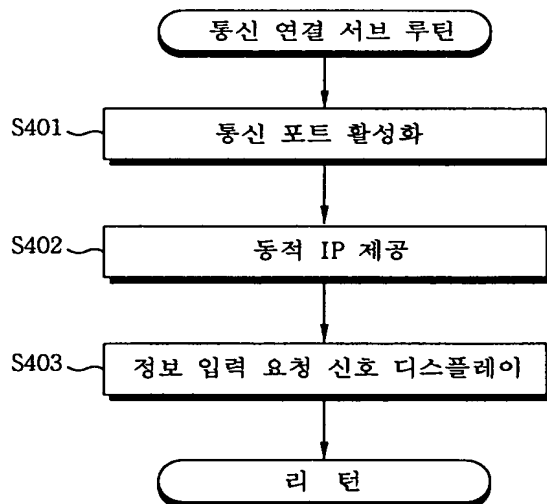 통신 연결 서브 루틴
S401
통신 포트 활성화
S402
동적 IP 제공
S403
정보 입력 요청 신호 디스플레이
리 턴